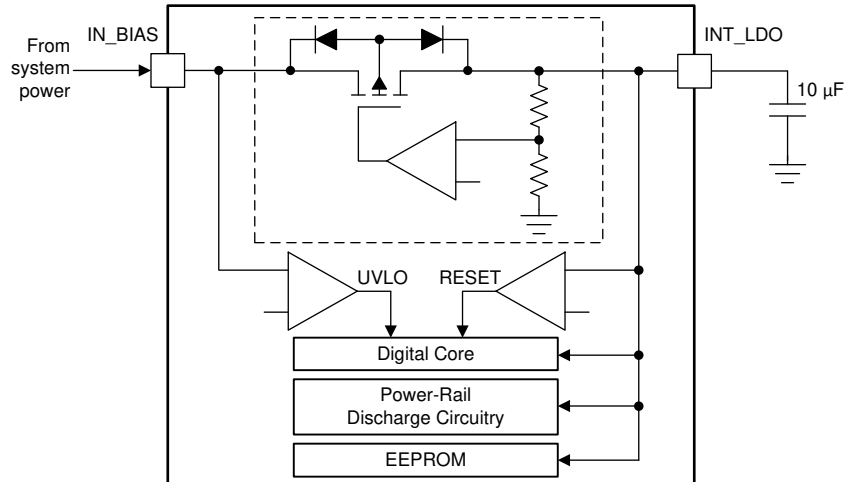 From
system
power
IN_BIAS
INT_LDO
10 µF
UVLO
RESET
Digital Core
Power-Rail
Discharge Circuitry
EEPROM